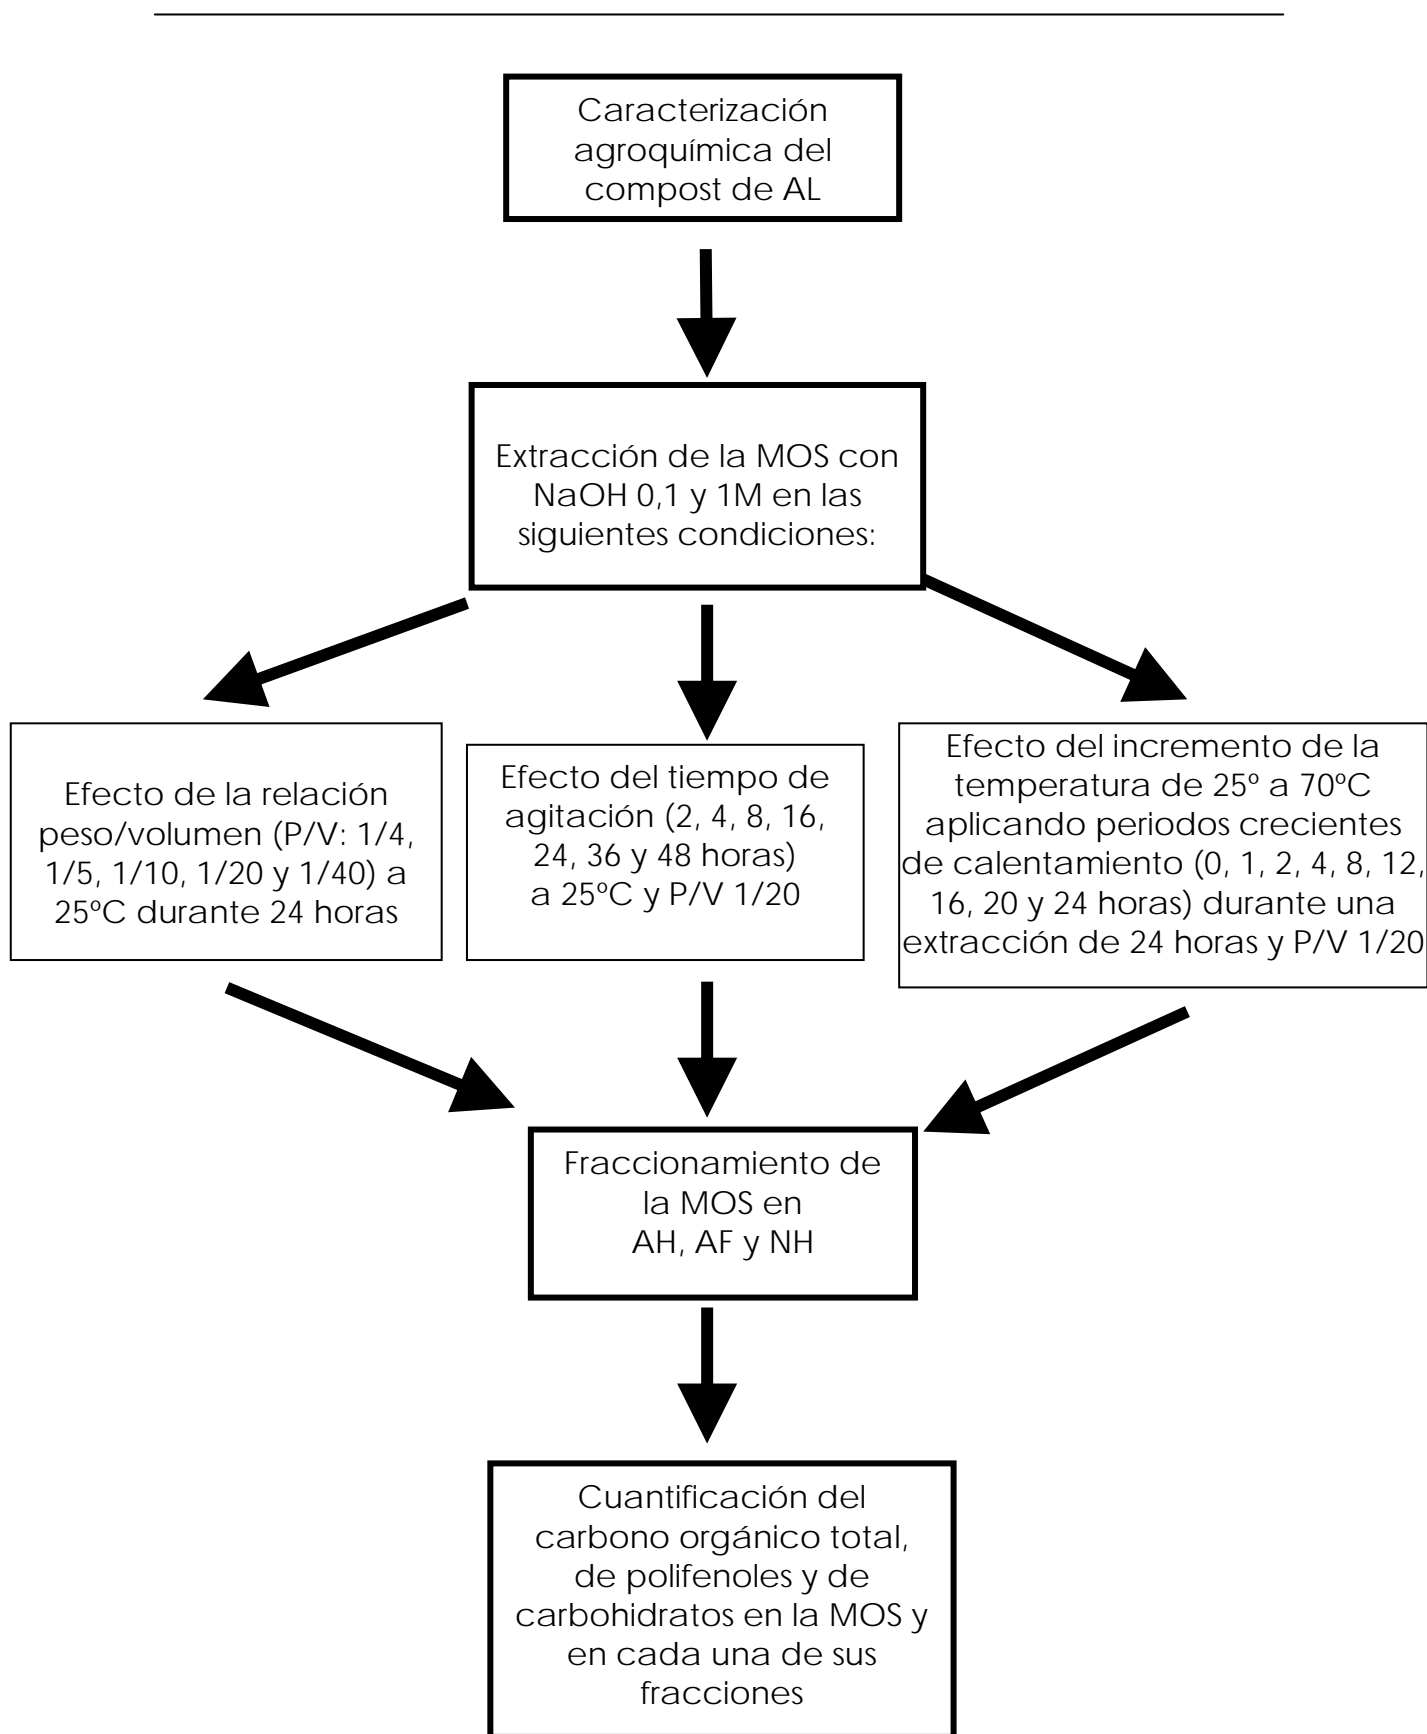 Caracterización
agroquímica del
compost de AL
Extracción de la MOS con
NaOH 0,1 y 1M en las
siguientes condiciones:
Efecto de la relación
peso/volumen (P/V: 1/4,
1/5, 1/10, 1/20 y 1/40) a
25ºC durante 24 horas
Efecto del tiempo de
agitación (2, 4, 8, 16,
24, 36 y 48 horas)
a 25ºC y P/V 1/20
Efecto del incremento de la
temperatura de 25º a 70ºC
aplicando periodos crecientes
de calentamiento (0, 1, 2, 4, 8, 12,
16, 20 y 24 horas) durante una
extracción de 24 horas y P/V 1/20
Fraccionamiento de
la MOS en
AH, AF y NH
Cuantificación del
carbono orgánico total,
de polifenoles y de
carbohidratos en la MOS y
en cada una de sus
fracciones